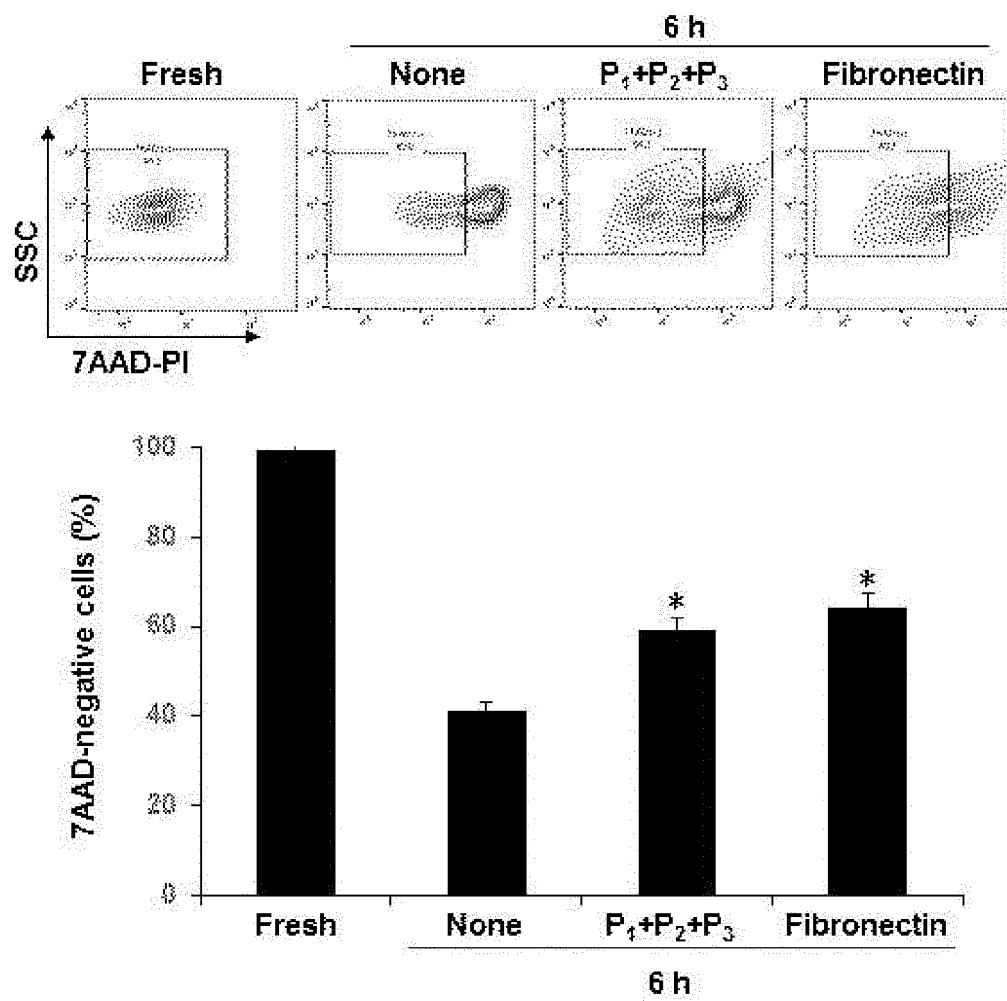 6 h
Fresh None P₁+P₂+P₃ Fibronectin
SSC
7AAD-PI
7AAD-negative cells (%)
100
80
60
40
20
0
* *
Fresh None P₁+P₂+P₃ Fibronectin
6 h